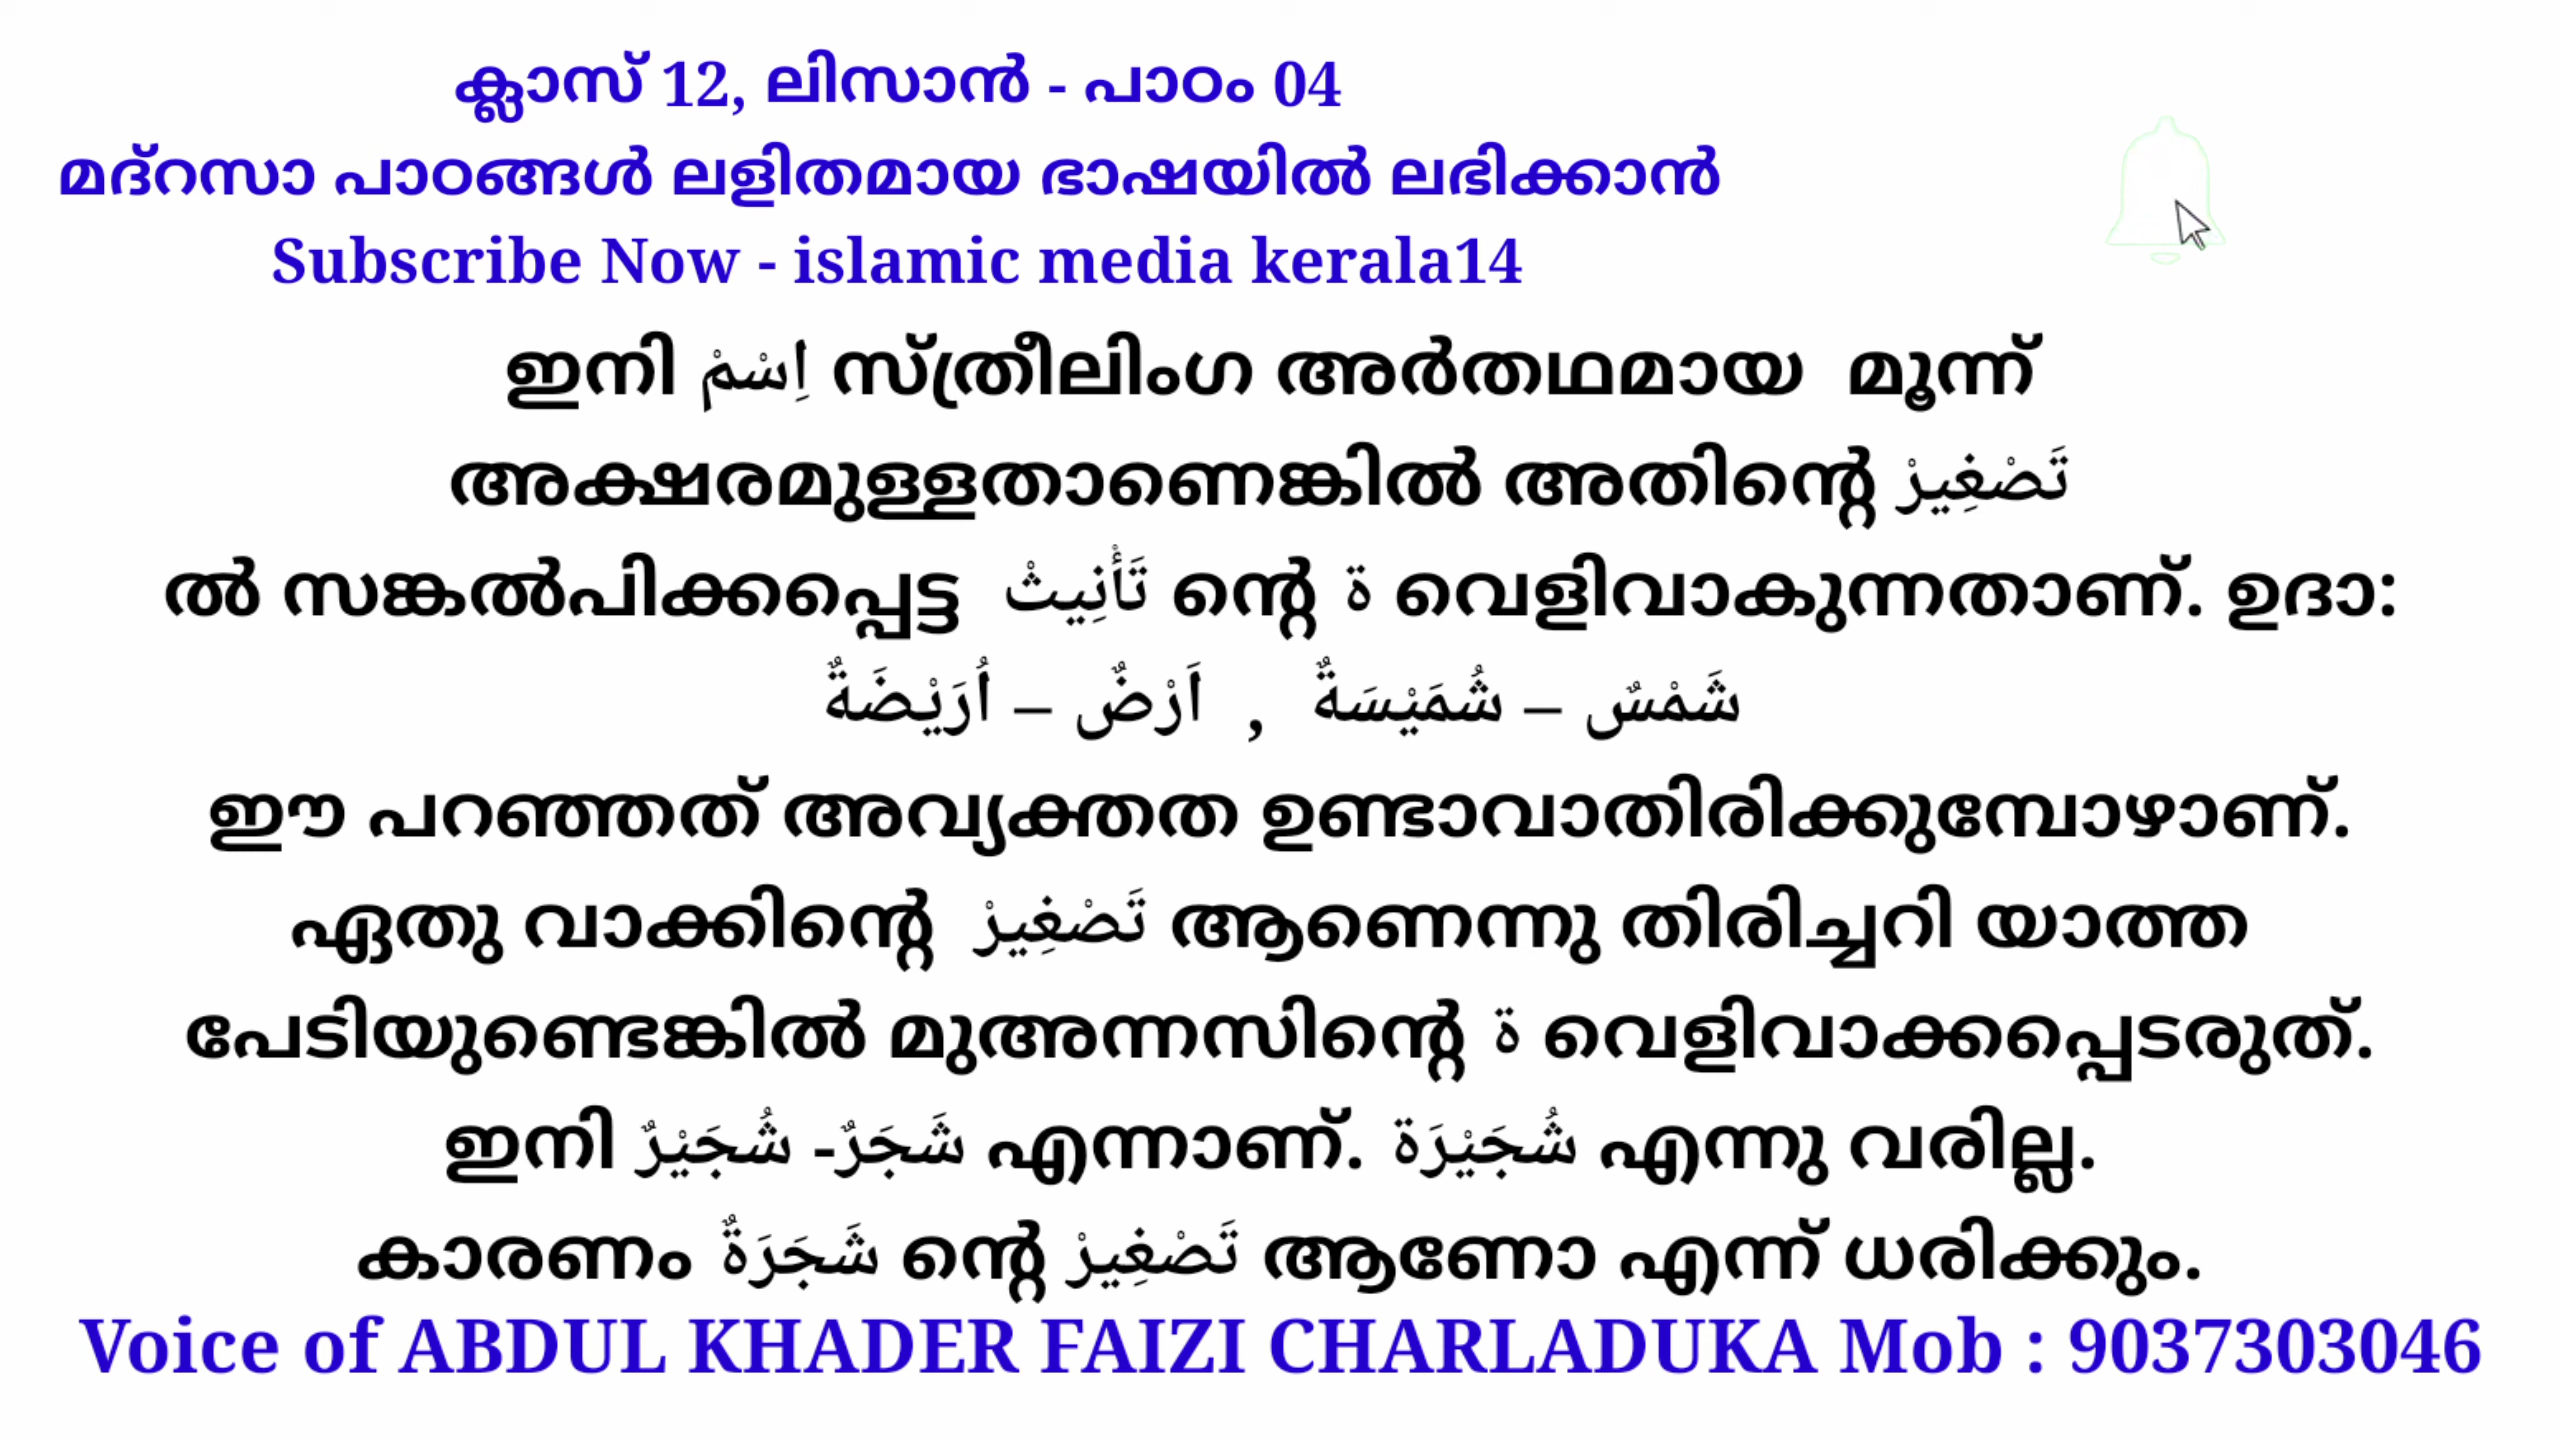 ക്ലാസ് 12, ലിസാൻ - പാഠം 04
മദ്റസാ പാഠങ്ങൾ ലളിതമായ ഭാഷയിൽ ലഭിക്കാൻ
Subscribe Now - islamic media kerala14
ഇനി اِسْمْ സ്ത്രീലിംഗ അർതഥമായ മൂന്ന്
അക്ഷരമുള്ളതാണെങ്കിൽ അതിന്റെ تَصْغِيرْ
ൽ സങ്കൽപിക്കപ്പെട്ട تَأْنِيثْ ന്റെ ة വെളിവാകുന്നതാണ്. ഉദാ:
شَمْسٌ – شُمَيْسَةٌ , اَرْضٌ – اُرَيْضَةٌ
ഈ പറഞ്ഞത് അവ്യക്തത ഉണ്ടാവാതിരിക്കുമ്പോഴാണ്.
ഏതു വാക്കിന്റെ تَصْغِيرْ ആണെന്നു തിരിച്ചറി യാത്ത
പേടിയുണ്ടെങ്കിൽ മുഅന്നസിന്റെ ة വെളിവാക്കപ്പെടരുത്.
ഇനി شَجَرٌ- شُجَيْرٌ എന്നാണ്. شُجَيْرَة എന്നു വരില്ല.
കാരണം شَجَرَةٌ ന്റെ تَصْغِيرْ ആണോ എന്ന് ധരിക്കും.
Voice of ABDUL KHADER FAIZI CHARLADUKA Mob : 9037303046